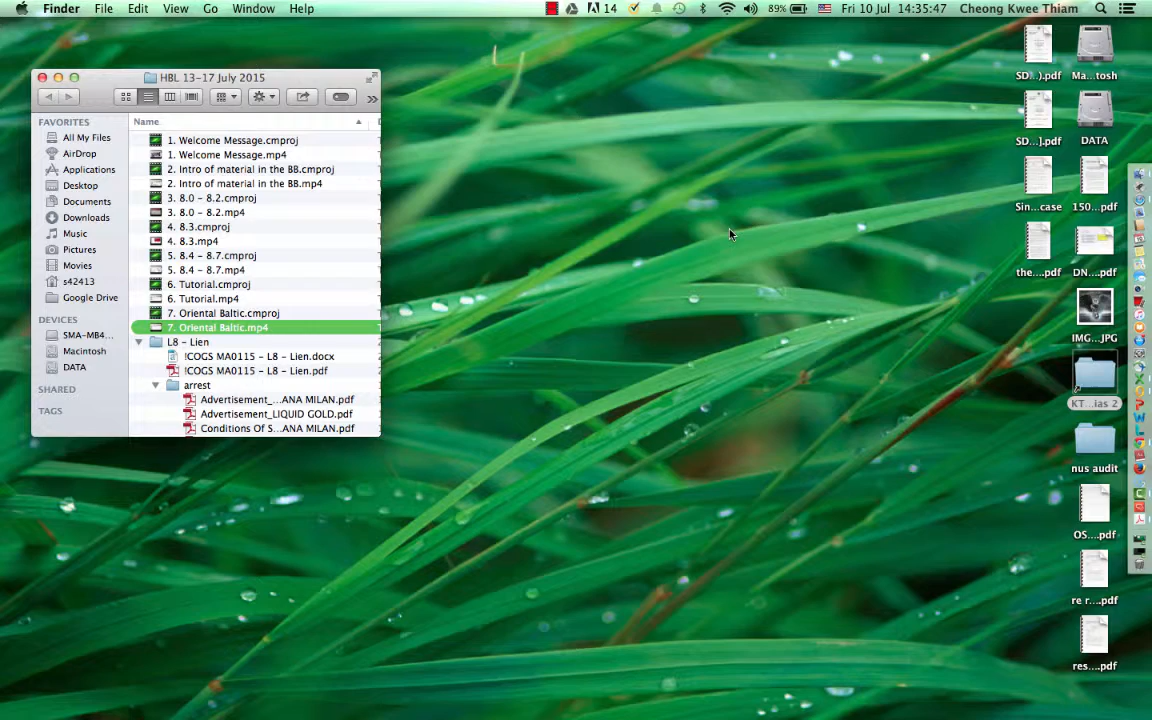 Finder File Edit View Go Window Help 14 89% Fri 10 Jul 14:35:47 Cheong Kwee Thiam
HBL 13-17 July 2015
FAVORITES
All My Files
AirDrop
Applications
Desktop
Documents
Downloads
Music
Pictures
Movies
s42413
Google Drive
DEVICES
SMA-MB4...
Macintosh
DATA
SHARED
TAGS
Name
1. Welcome Message.cmproj
1. Welcome Message.mp4
2. Intro of material in the BB.cmproj
2. Intro of material in the BB.mp4
3. 8.0 - 8.2.cmproj
3. 8.0 - 8.2.mp4
4. 8.3.cmproj
4. 8.3.mp4
5. 8.4 - 8.7.cmproj
5. 8.4 - 8.7.mp4
6. Tutorial.cmproj
6. Tutorial.mp4
7. Oriental Baltic.cmproj
7. Oriental Baltic.mp4
L8 - Lien
!COGS MA0115 - L8 - Lien.docx
!COGS MA0115 - L8 - Lien.pdf
arrest
Advertisement_...ANA MILAN.pdf
Advertisement_LIQUID GOLD.pdf
Conditions Of S...ANA MILAN.pdf
SD...).pdf
Ma...tosh
SD...].pdf
DATA
Sin...case
150...pdf
the....pdf
DN...pdf
IMG...JPG
KT...ias 2
nus audit
OS....pdf
re r....pdf
res...pdf